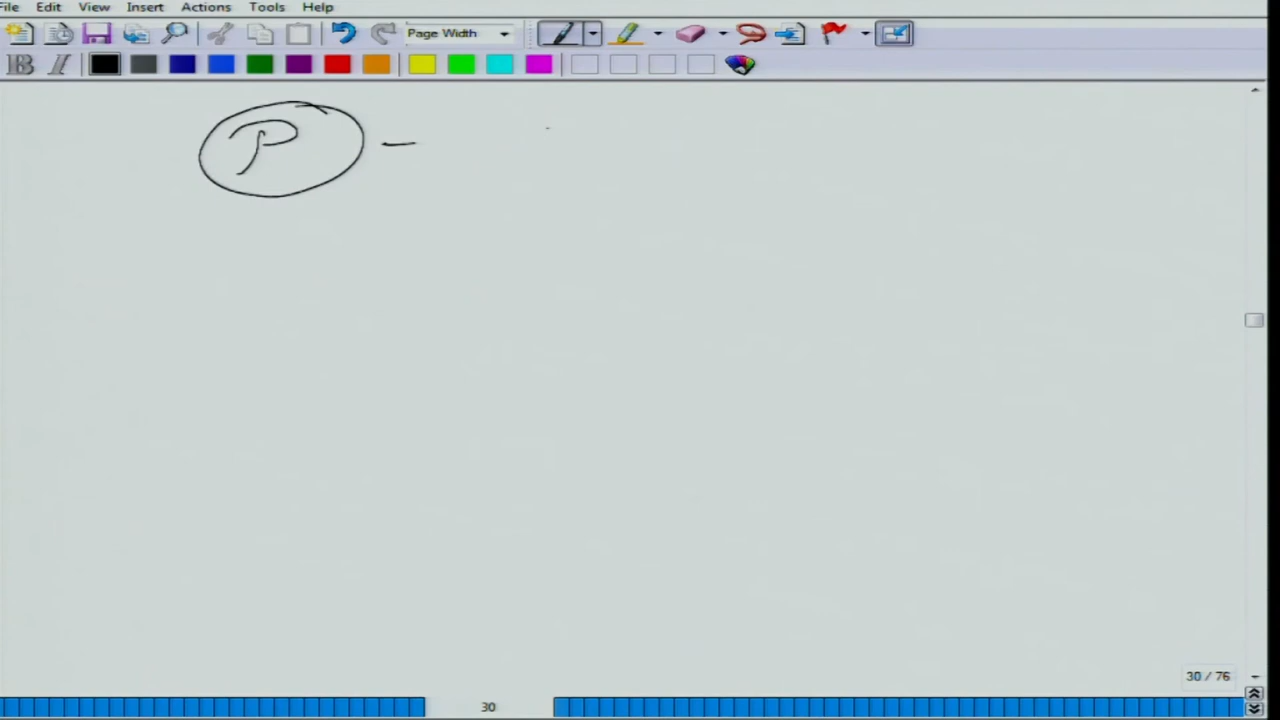 File Edit View Insert Actions Tools Help
Page Width
B I
P -
30 / 76
30